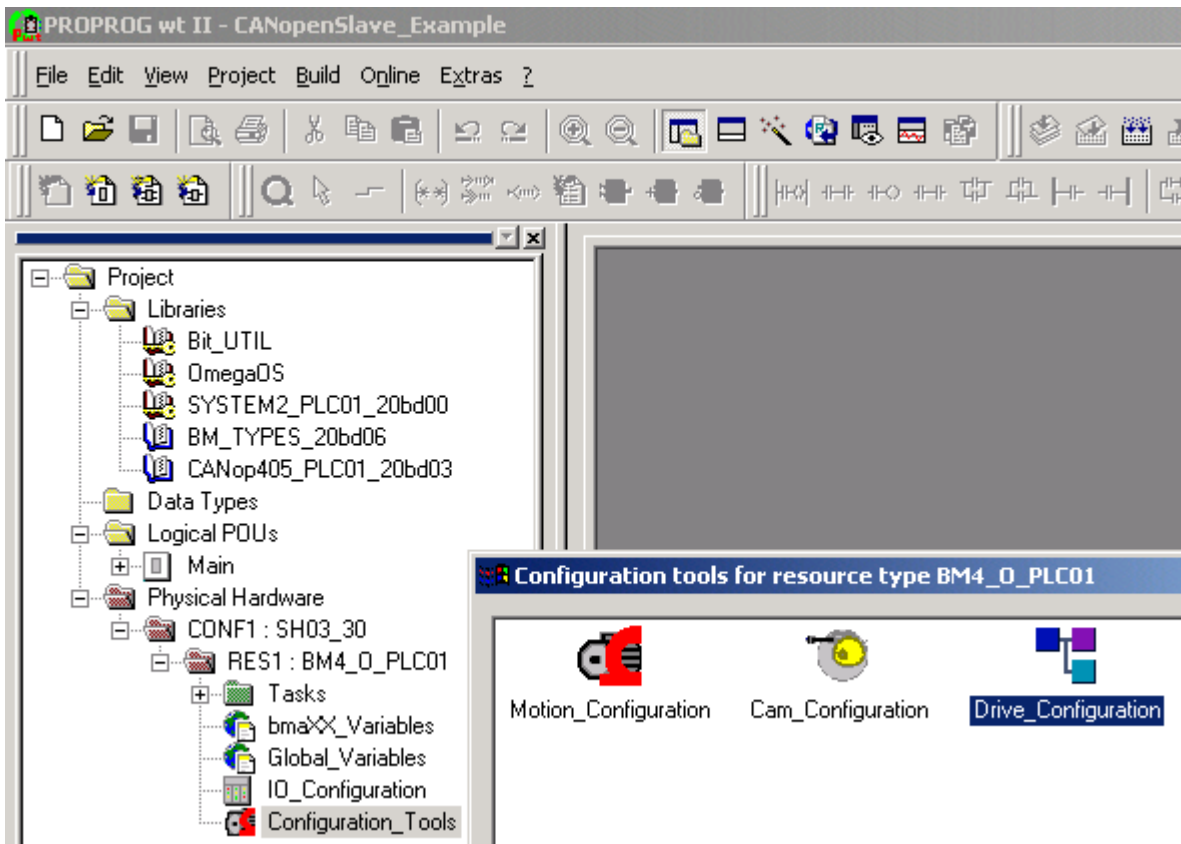 PROPROG wt II - CANopenSlave_Example
File Edit View Project Build Online Extras ?
Project
Libraries
Bit_UTIL
OmegaOS
SYSTEM2_PLC01_20bd00
BM_TYPES_20bd06
CANop405_PLC01_20bd03
Data Types
Logical POUs
Main
Physical Hardware
CONF1 : SH03_30
RES1 : BM4_O_PLC01
Tasks
bmaXX_Variables
Global_Variables
IO_Configuration
Configuration_Tools
Configuration tools for resource type BM4_O_PLC01
Motion_Configuration Cam_Configuration Drive_Configuration